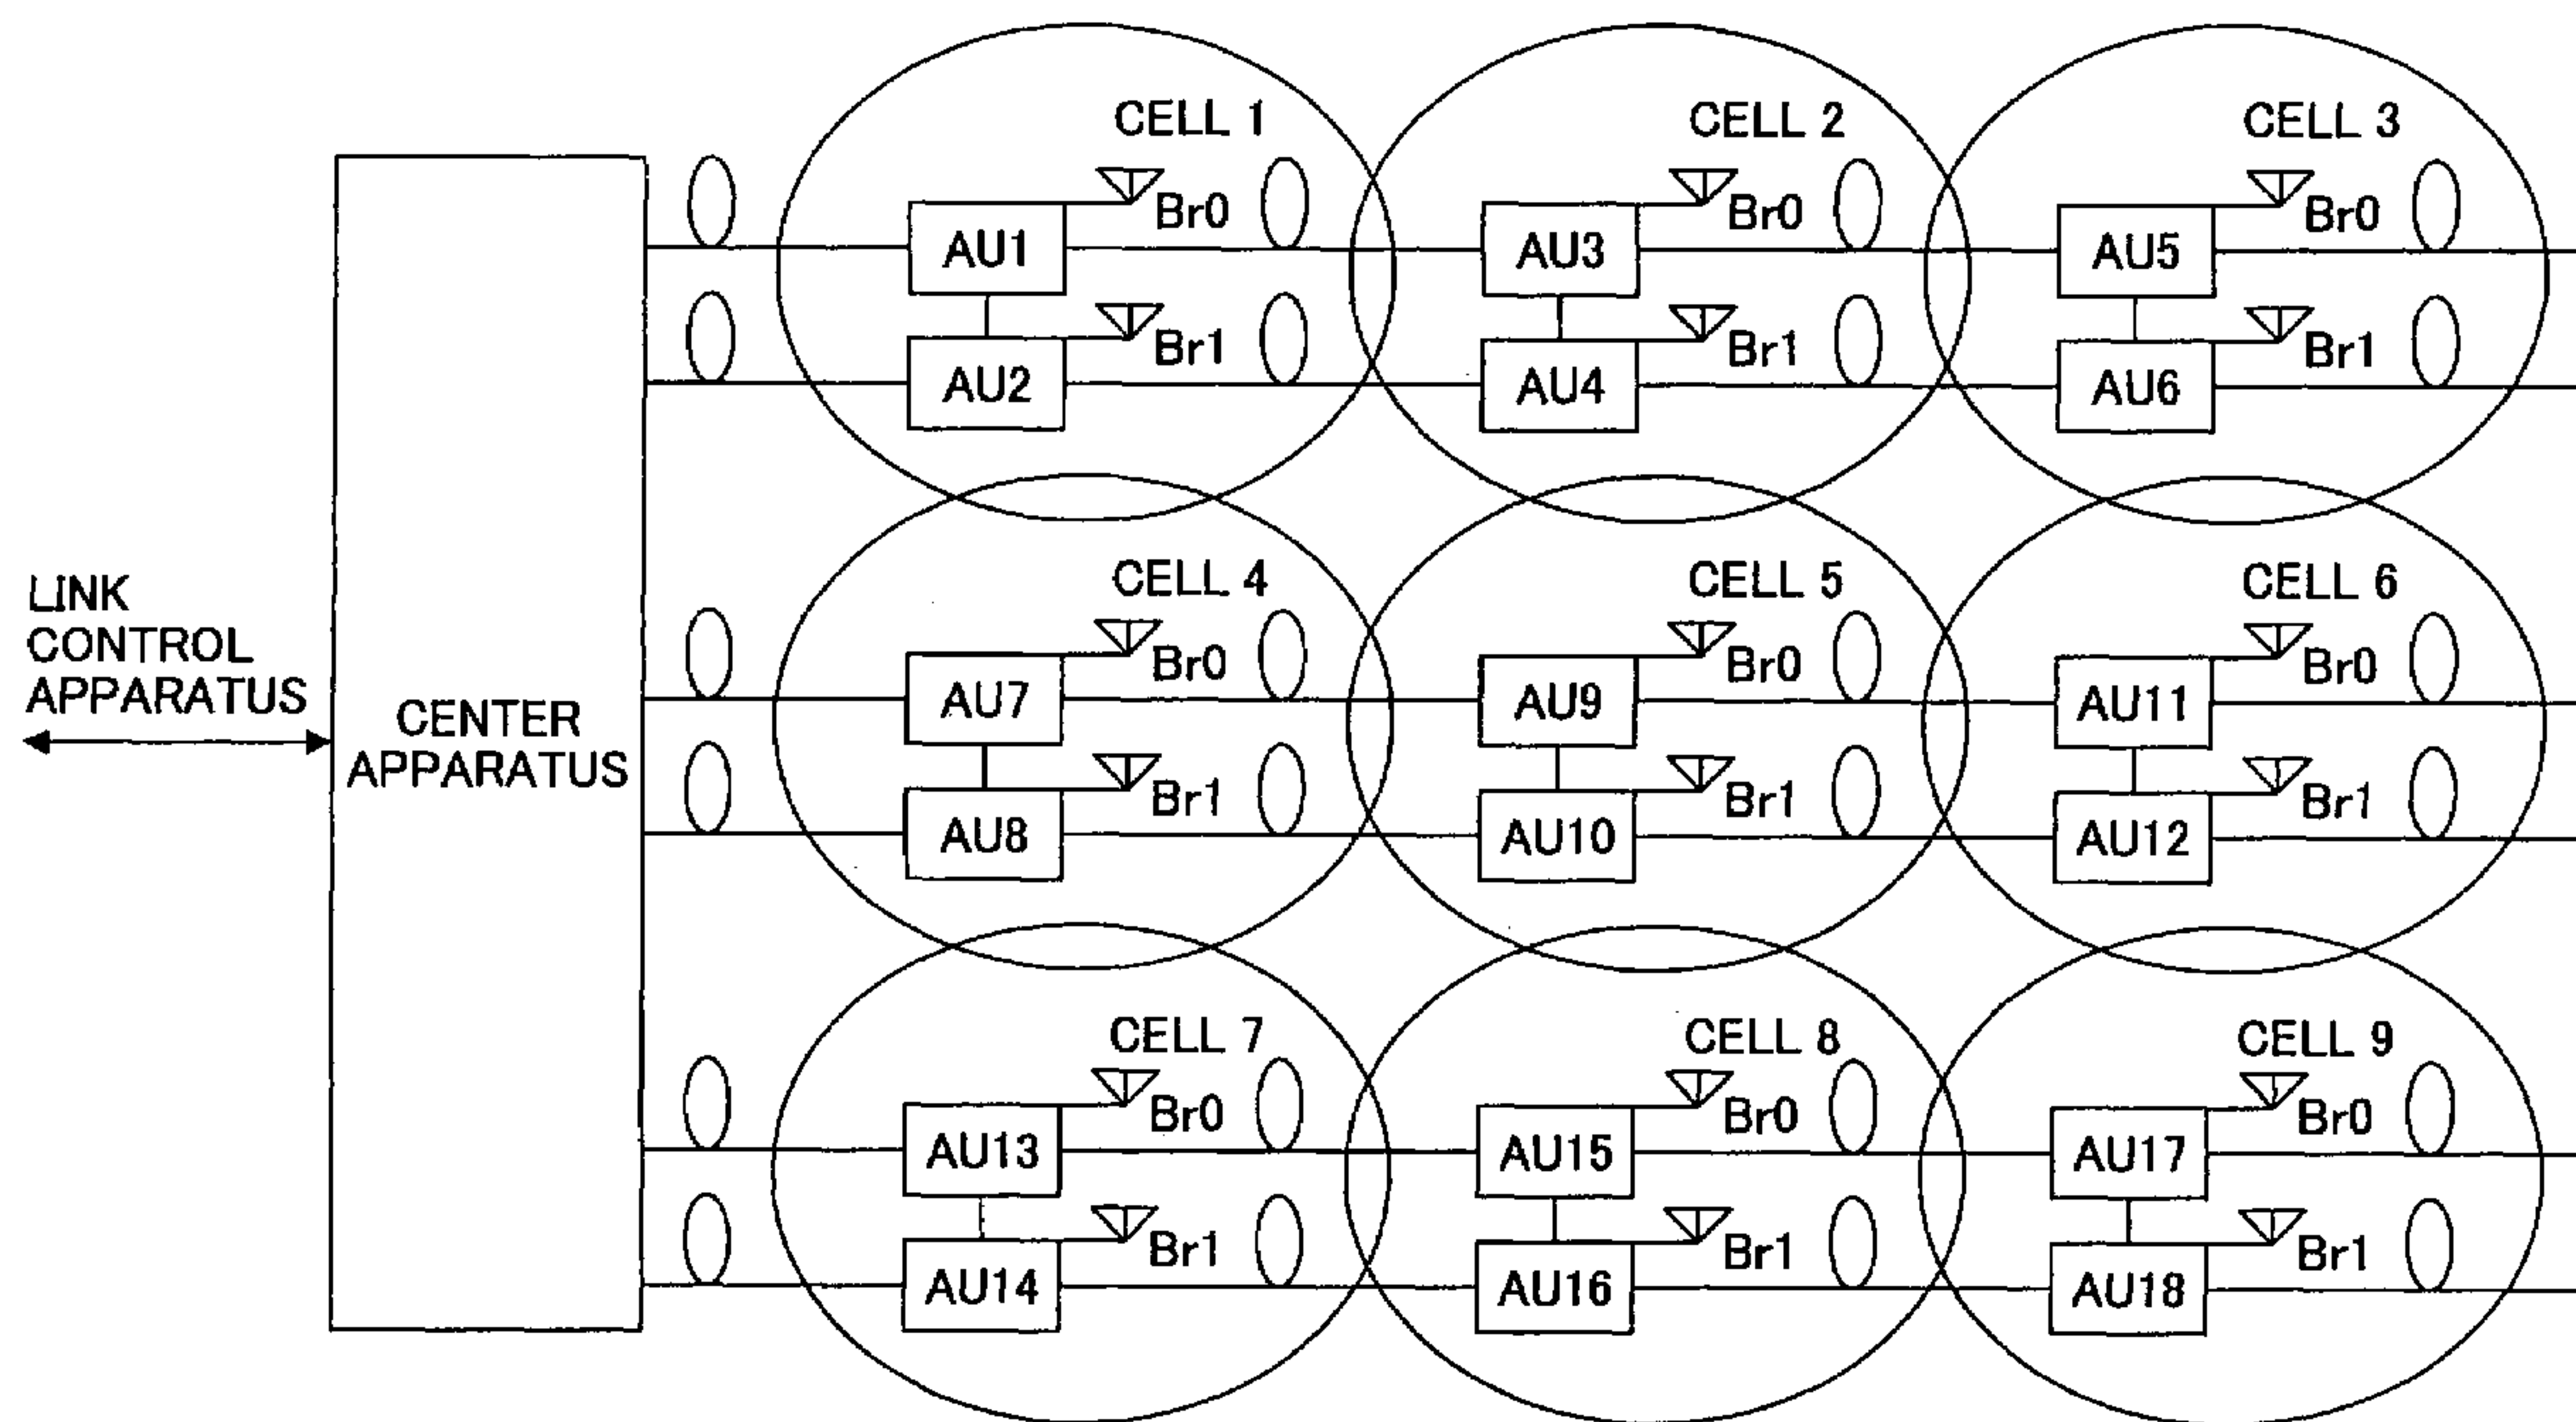 CELL 1
CELL 2
CELL 3
Br0
Br0
Br0
AU1
AU3
AU5
Br1
Br1
Br1
AU2
AU4
AU6
LINK
CONTROL
APPARATUS
CENTER
APPARATUS
CELL 4
CELL 5
CELL 6
Br0
Br0
Br0
AU7
AU9
AU11
Br1
Br1
Br1
AU8
AU10
AU12
CELL 7
CELL 8
CELL 9
Br0
Br0
Br0
AU13
AU15
AU17
Br1
Br1
Br1
AU14
AU16
AU18